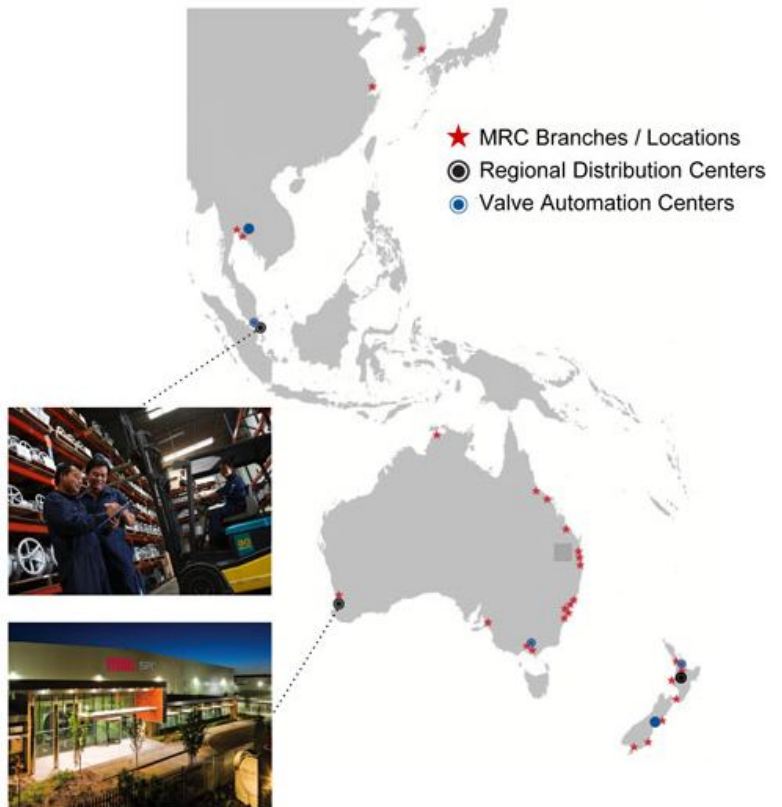 MRC Branches / Locations
Regional Distribution Centers
Valve Automation Centers